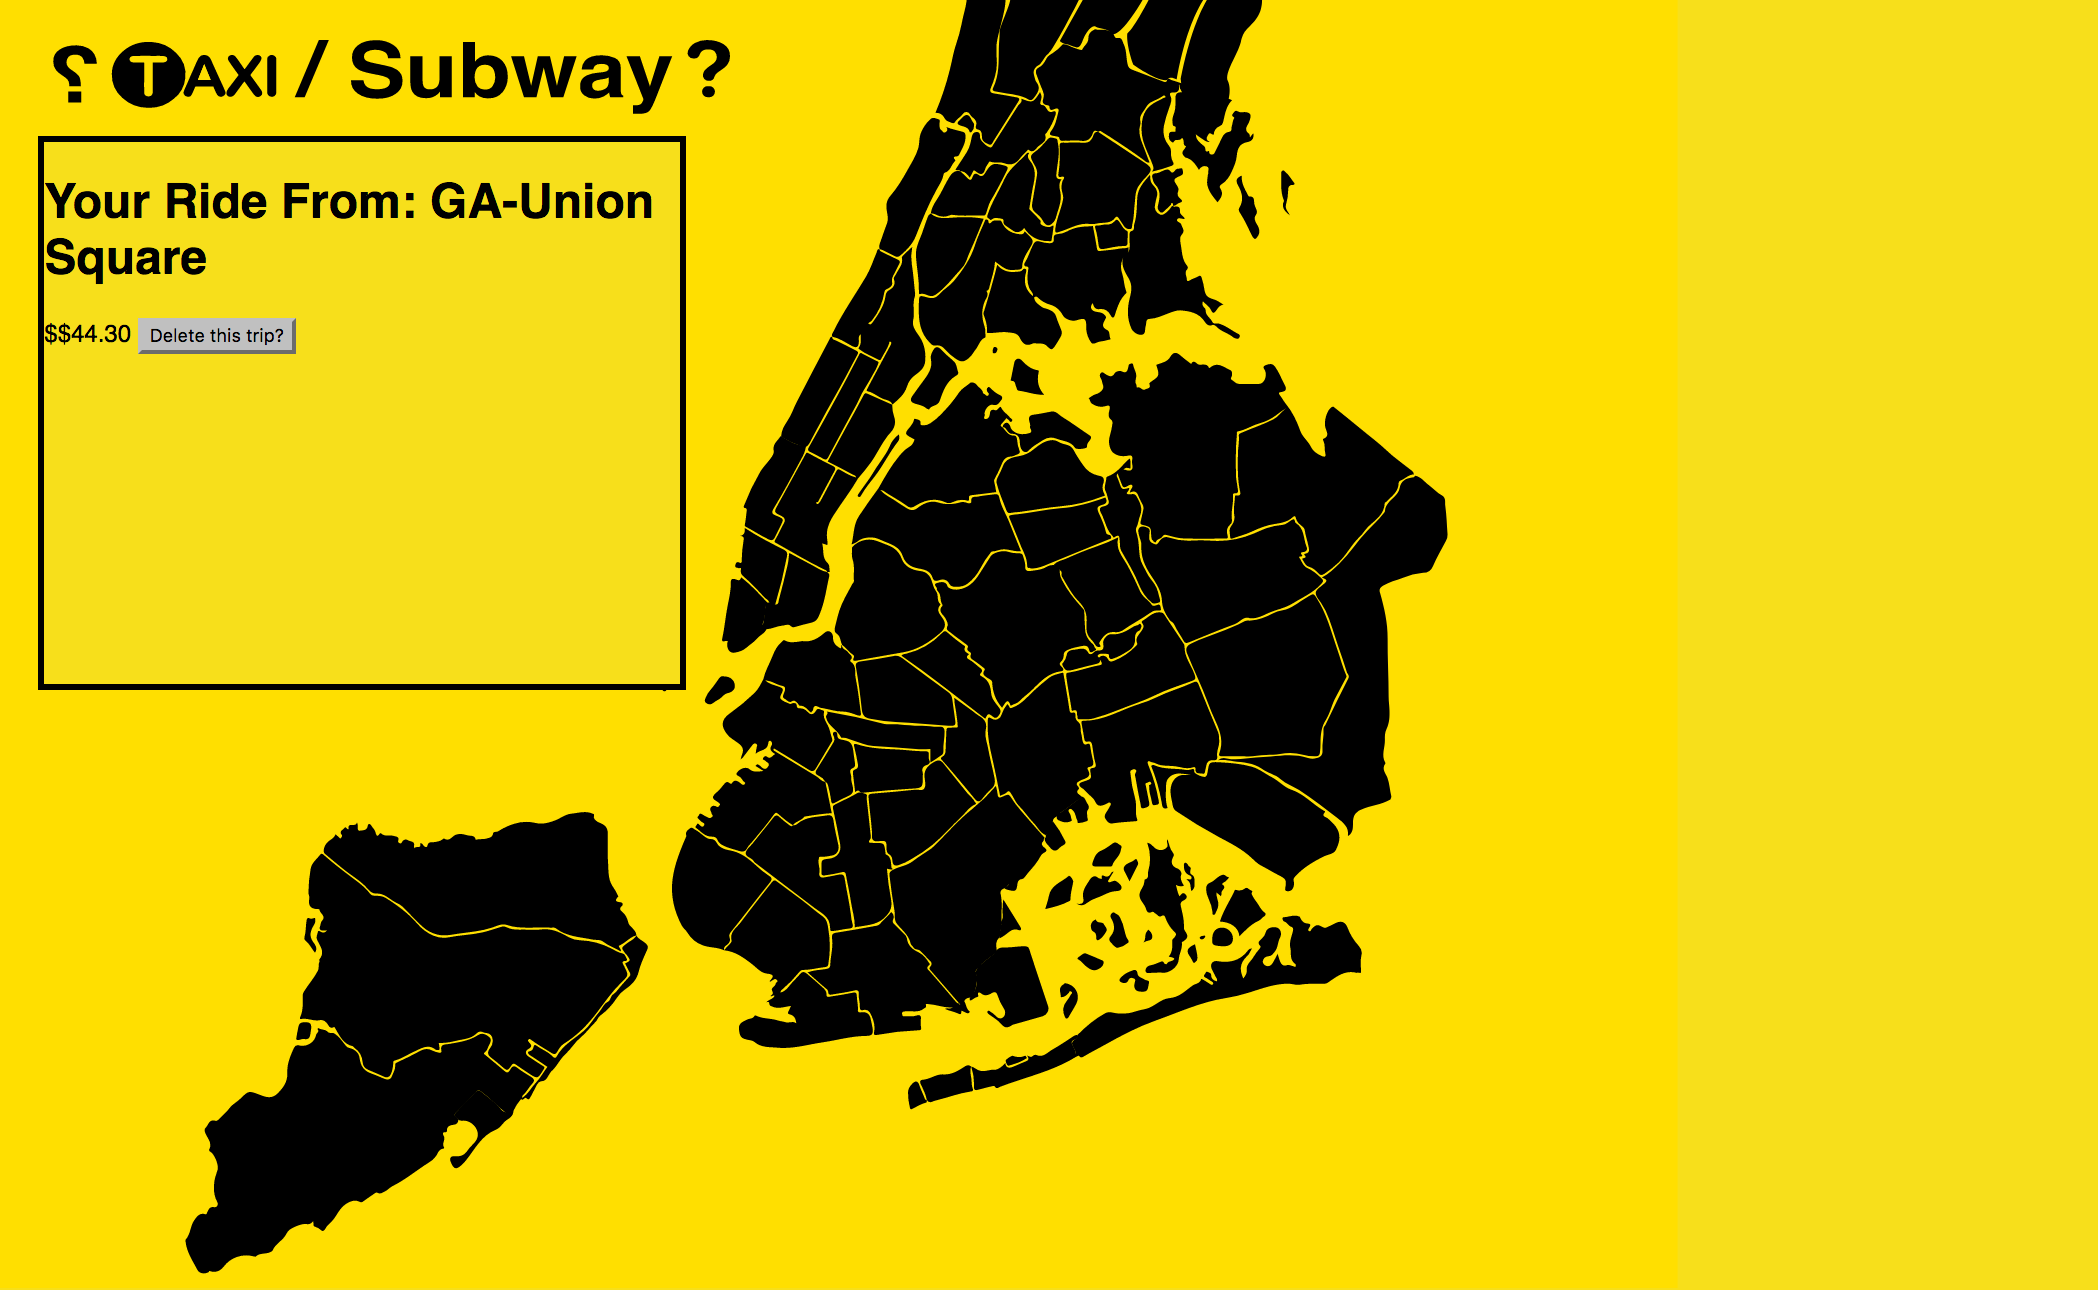 ? TAXI / Subway ?
Your Ride From: GA-Union
Square
$$44.30 Delete this trip?